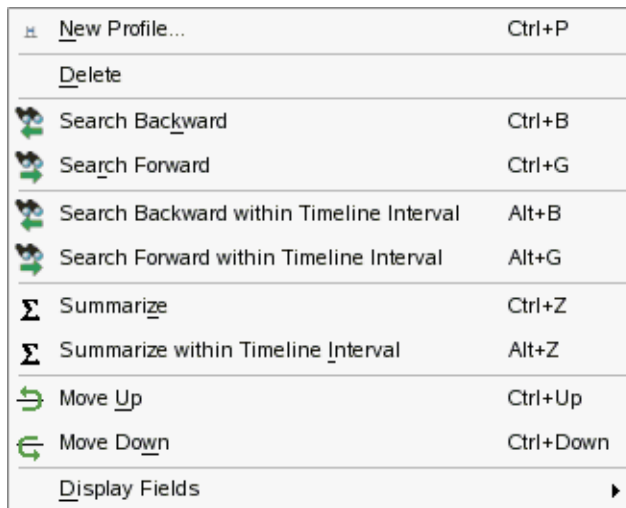 New Profile... Ctrl+P
Delete
Search Backward Ctrl+B
Search Forward Ctrl+G
Search Backward within Timeline Interval Alt+B
Search Forward within Timeline Interval Alt+G
Σ Summarize Ctrl+Z
Σ Summarize within Timeline Interval Alt+Z
Move Up Ctrl+Up
Move Down Ctrl+Down
Display Fields